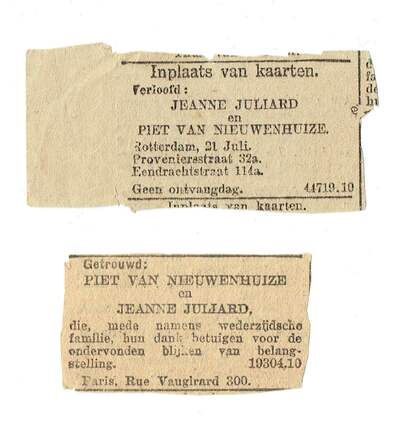 Inplaats van kaarten.
Verloofd:
JEANNE JULIARD
en
PIET VAN NIEUWENHUIZE.
Rotterdam, 21 Juli.
Proveniersstraat 32a.
Eendrachtstraat 114a.
Geen ontvangdag. 44719.10
Inplaats van kaarten.
Getrouwd:
PIET VAN NIEUWENHUIZE
en
JEANNE JULIARD,
die, mede namens wederzijdsche
familie, hun dank betuigen voor de
ondervonden blijken van belang-
stelling. 19304.10
Paris, Rue Vaugirard 300.